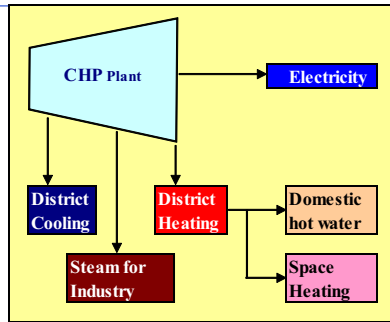 CHP Plant
Electricity
District
Cooling
District
Heating
Domestic
hot water
Steam for
Industry
Space
Heating